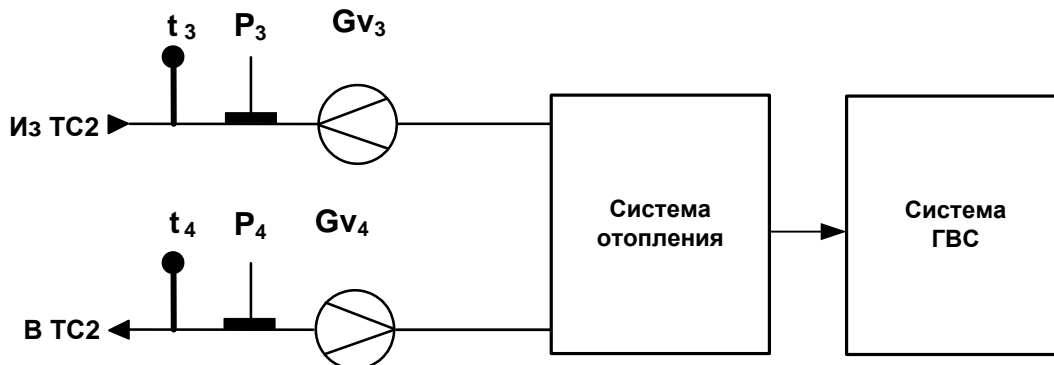 t 3 P3 Gv3
Из ТС2
t 4 P4 Gv4
В ТС2
Система
отопления
Система
ГВС